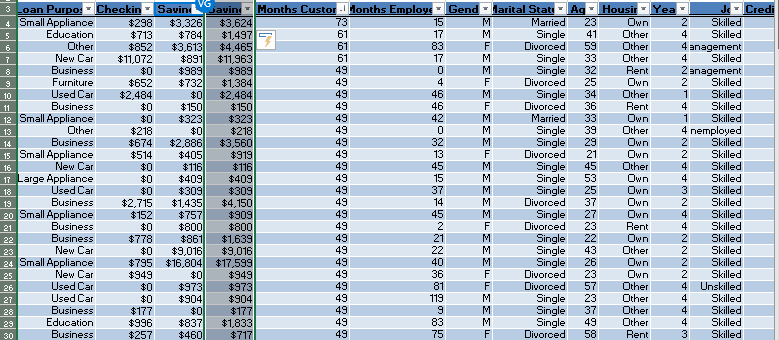 3 oan Purpos Checkin Savin VG Savin Months Custor Months Employe Gend Marital Stat Ag Housin Year Jo Credi
4 Small Appliance $298 $3,326 $3,624 73 15 M Married 23 Own 2 Skilled
5 Education $713 $784 $1,497 61 17 M Single 41 Other 4 Skilled
6 Other $852 $3,613 $4,465 61 83 F Divorced 59 Other 4 anagement
7 New Car $11,072 $891 $11,963 61 17 M Single 33 Other 4 Skilled
8 Business $0 $989 $989 49 0 M Single 32 Rent 2 anagement
9 Furniture $652 $732 $1,384 49 4 F Divorced 25 Own 2 Skilled
10 Used Car $2,484 $0 $2,484 49 46 M Single 34 Other 1 Skilled
11 Business $0 $150 $150 49 46 F Divorced 36 Rent 4 Skilled
12 Small Appliance $0 $323 $323 49 42 M Married 33 Own 1 Skilled
13 Other $218 $0 $218 49 0 M Single 39 Other 4 nemployed
14 Business $674 $2,886 $3,560 49 32 M Single 29 Own 2 Skilled
15 Small Appliance $514 $405 $919 49 13 F Divorced 21 Own 2 Skilled
16 New Car $0 $116 $116 49 45 M Single 45 Other 4 Skilled
17 Large Appliance $0 $409 $409 49 15 M Single 53 Own 4 Skilled
18 Used Car $0 $309 $309 49 37 M Single 25 Own 3 Skilled
19 Business $2,715 $1,435 $4,150 49 14 F Divorced 37 Own 2 Skilled
20 Small Appliance $152 $757 $909 49 45 M Single 27 Own 4 Skilled
21 Business $0 $800 $800 49 2 F Divorced 23 Rent 4 Skilled
22 Business $778 $861 $1,639 49 21 M Single 22 Own 2 Skilled
23 New Car $0 $9,016 $9,016 49 22 M Single 43 Own 2 Skilled
24 Small Appliance $795 $16,804 $17,599 49 40 M Single 26 Own 2 Skilled
25 New Car $949 $0 $949 49 36 F Divorced 23 Own 2 Skilled
26 Used Car $0 $973 $973 49 81 F Divorced 57 Other 4 Unskilled
27 Used Car $0 $904 $904 49 119 M Single 23 Other 4 Skilled
28 Business $177 $0 $177 49 9 M Single 37 Own 4 Skilled
29 Education $996 $837 $1,833 49 83 M Single 49 Other 4 Skilled
30 Business $257 $460 $717 49 75 F Divorced 58 Rent 3 Skilled